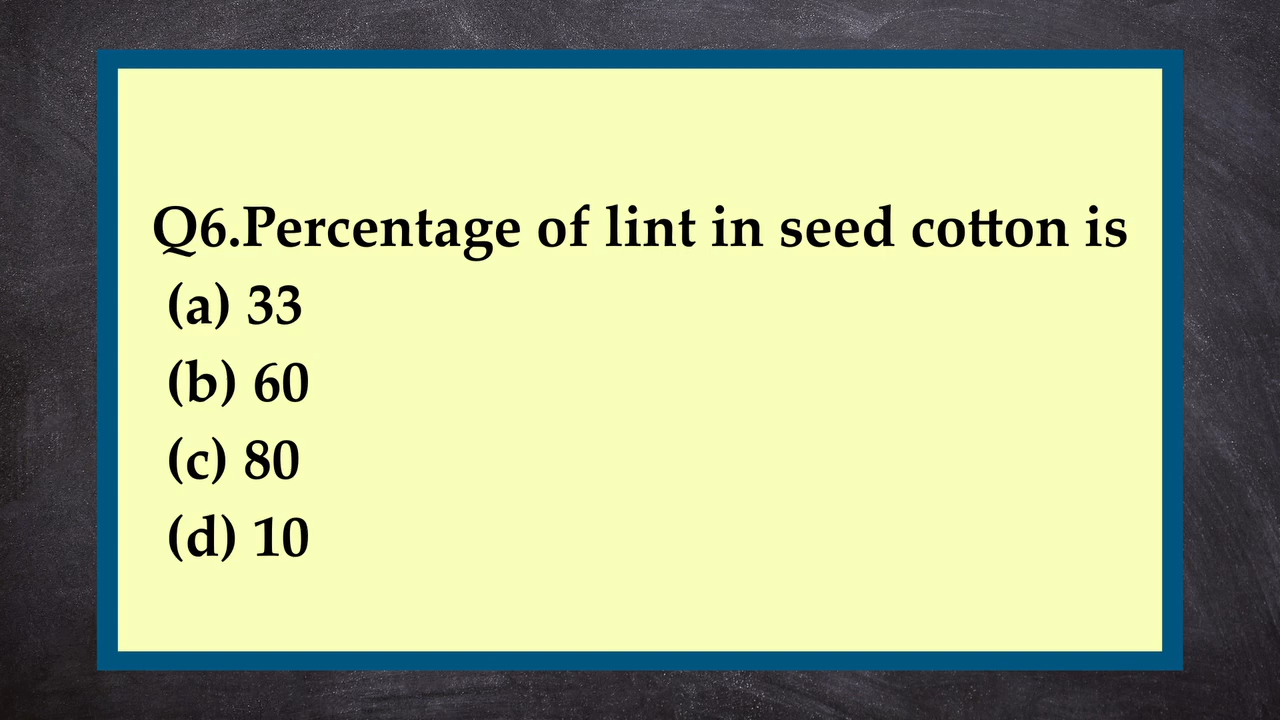 Q6.Percentage of lint in seed cotton is
(a) 33
(b) 60
(c) 80
(d) 10